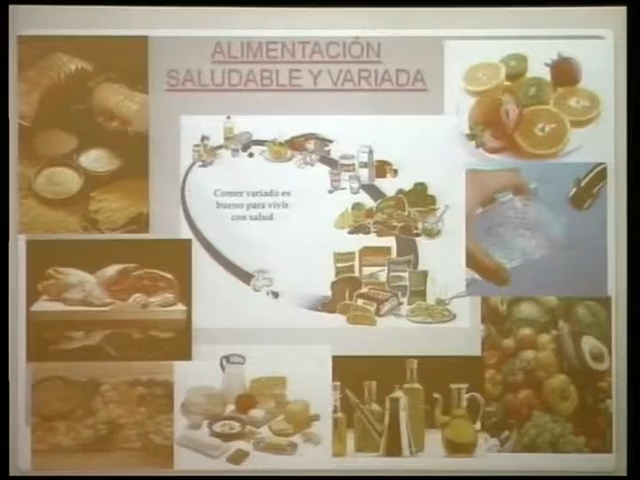 ALIMENTACIÓN
SALUDABLE Y VARIADA
Comer variado es
bueno para vivir
con salud